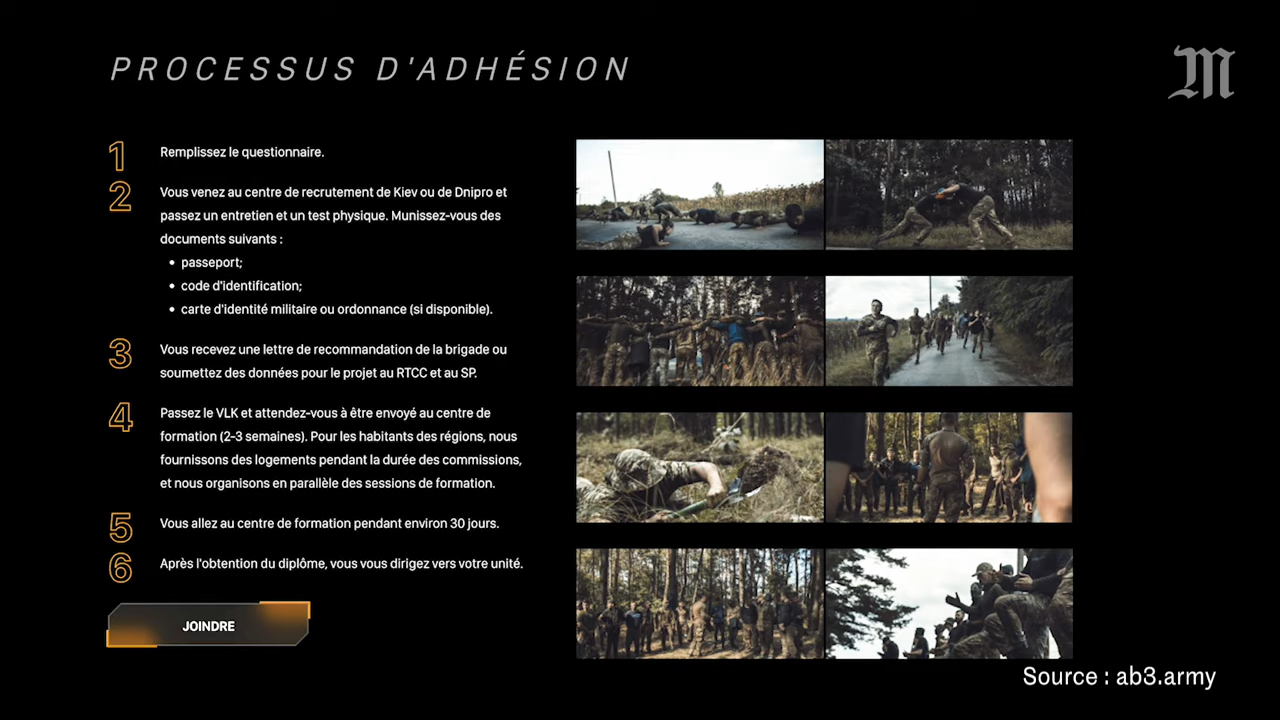 PROCESSUS D'ADHÉSION
M
1 Remplissez le questionnaire.
2 Vous venez au centre de recrutement de Kiev ou de Dnipro et
passez un entretien et un test physique. Munissez-vous des
documents suivants :
• passeport;
• code d'identification;
• carte d'identité militaire ou ordonnance (si disponible).
3 Vous recevez une lettre de recommandation de la brigade ou
soumettez des données pour le projet au RTCC et au SP.
4 Passez le VLK et attendez-vous à être envoyé au centre de
formation (2-3 semaines). Pour les habitants des régions, nous
fournissons des logements pendant la durée des commissions,
et nous organisons en parallèle des sessions de formation.
5 Vous allez au centre de formation pendant environ 30 jours.
6 Après l'obtention du diplôme, vous vous dirigez vers votre unité.
JOINDRE
Source : ab3.army